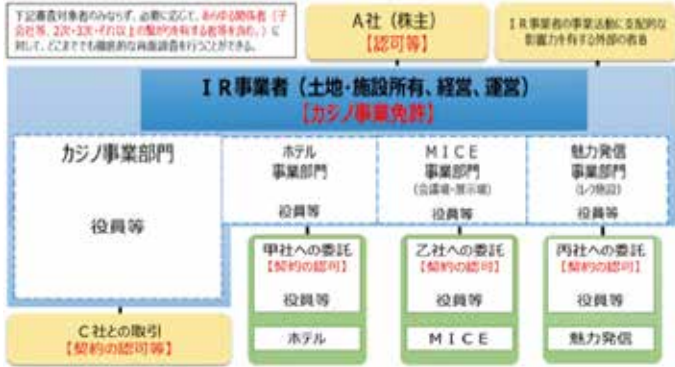 下記審査対象者のみならず、必要に応じて、あらゆる関係者（子
会社等、2次・3次・それ以上の繋がりを有する者等を含む。）に
対して、どこまででも徹底的な背面調査を行うことができる。
A社（株主）
【認可等】
IR事業者の事業活動に支配的な
影響力を有する外部の者
IR事業者（土地・施設所有、経営、運営）
【カジノ事業免許】
カジノ事業部門
役員等
ホテル
事業部門
役員等
MICE
事業部門
（会議場・展示場）
役員等
魅力発信
事業部門
役員等
甲社への委託
【契約の認可】
役員等
ホテル
乙社への委託
【契約の認可】
役員等
MICE
丙社への委託
【契約の認可】
役員等
魅力発信
C社との取引
【契約の認可等】